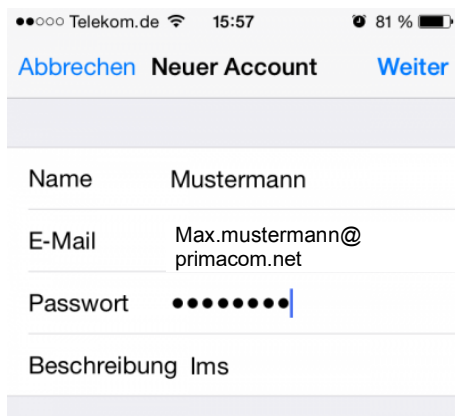 Telekom.de 15:57 81 %
Abbrechen Neuer Account Weiter
Name Mustermann
E-Mail Max.mustermann@
primacom.net
Passwort ••••••••
Beschreibung lms